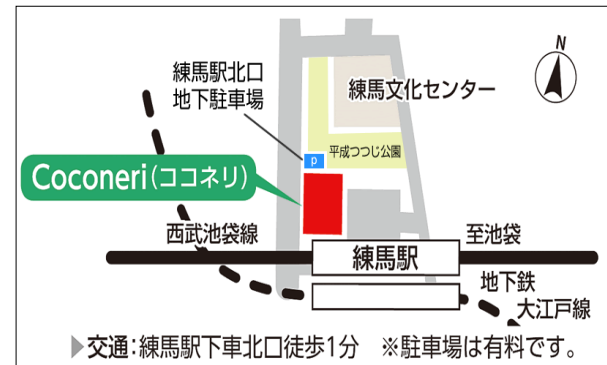 N
練馬駅北口
地下駐車場
練馬文化センター
平成つつじ公園
P
Coconeri(ココネリ)
西武池袋線
至池袋
練馬駅
地下鉄
大江戸線
▶交通:練馬駅下車北口徒歩1分 ※駐車場は有料です。